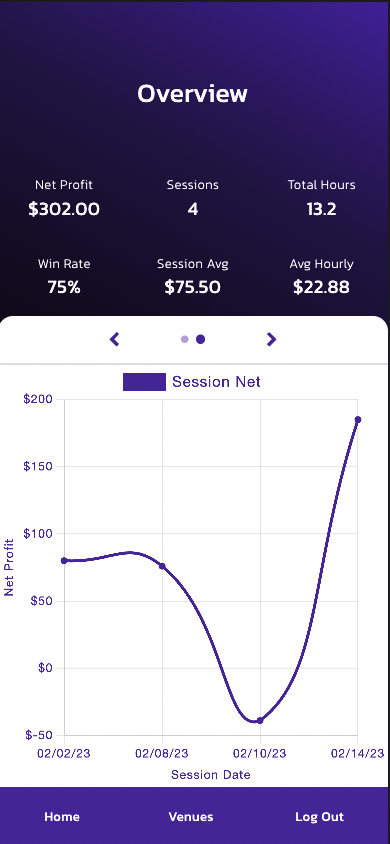 Overview
Net Profit Sessions Total Hours
$302.00 4 13.2
Win Rate Session Avg Avg Hourly
75% $75.50 $22.88
Session Net
$200
$150
$100
$50
$0
$-50
Net Profit
02/02/23 02/08/23 02/10/23 02/14/23
Session Date
Home Venues Log Out